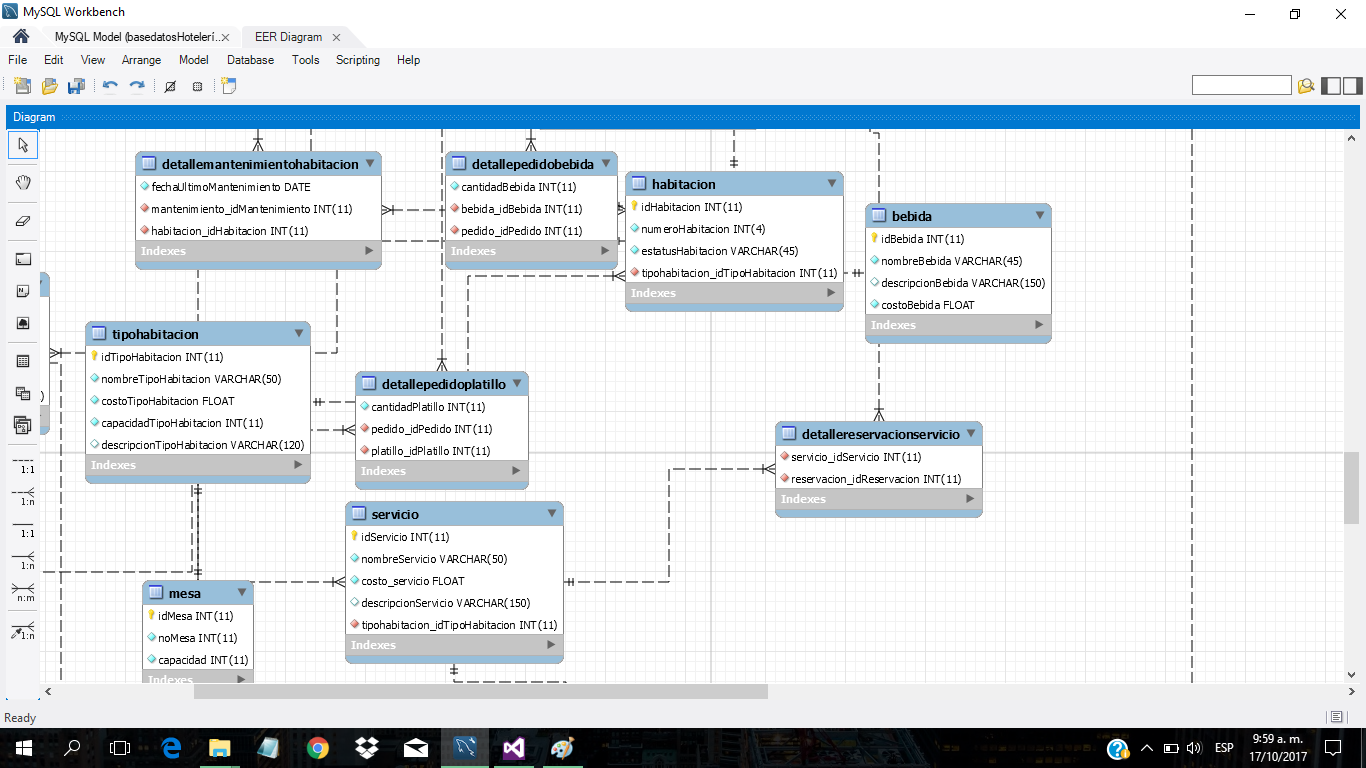 MySQL Workbench
MySQL Model (basedatosHoteleri...
EER Diagram
File Edit View Arrange Model Database Tools Scripting Help
Diagram
detallemantenimientohabitacion
fechaUltimoMantenimiento DATE
mantenimiento_idMantenimiento INT(11)
habitacion_idHabitacion INT(11)
Indexes
detallepedidobebida
cantidadBebida INT(11)
bebida_idBebida INT(11)
pedido_idPedido INT(11)
Indexes
habitacion
idHabitacion INT(11)
numeroHabitacion INT(4)
estatusHabitacion VARCHAR(45)
tipohabitacion_idTipoHabitacion INT(11)
Indexes
bebida
idBebida INT(11)
nombreBebida VARCHAR(45)
descripcionBebida VARCHAR(150)
costoBebida FLOAT
Indexes
tipohabitacion
idTipoHabitacion INT(11)
nombreTipoHabitacion VARCHAR(50)
costoTipoHabitacion FLOAT
capacidadTipoHabitacion INT(11)
descripcionTipoHabitacion VARCHAR(120)
Indexes
detallepedidoplatillo
cantidadPlatillo INT(11)
pedido_idPedido INT(11)
platillo_idPlatillo INT(11)
Indexes
detallereservacionservicio
servicio_idServicio INT(11)
reservacion_idReservacion INT(11)
Indexes
servicio
idServicio INT(11)
nombreServicio VARCHAR(50)
costo_servicio FLOAT
descripcionServicio VARCHAR(150)
tipohabitacion_idTipoHabitacion INT(11)
Indexes
mesa
idMesa INT(11)
noMesa INT(11)
capacidad INT(11)
Indexes
)
1:1
1:n
1:1
1:n
n:m
1:n
Ready
ESP
9:59 a. m.
17/10/2017